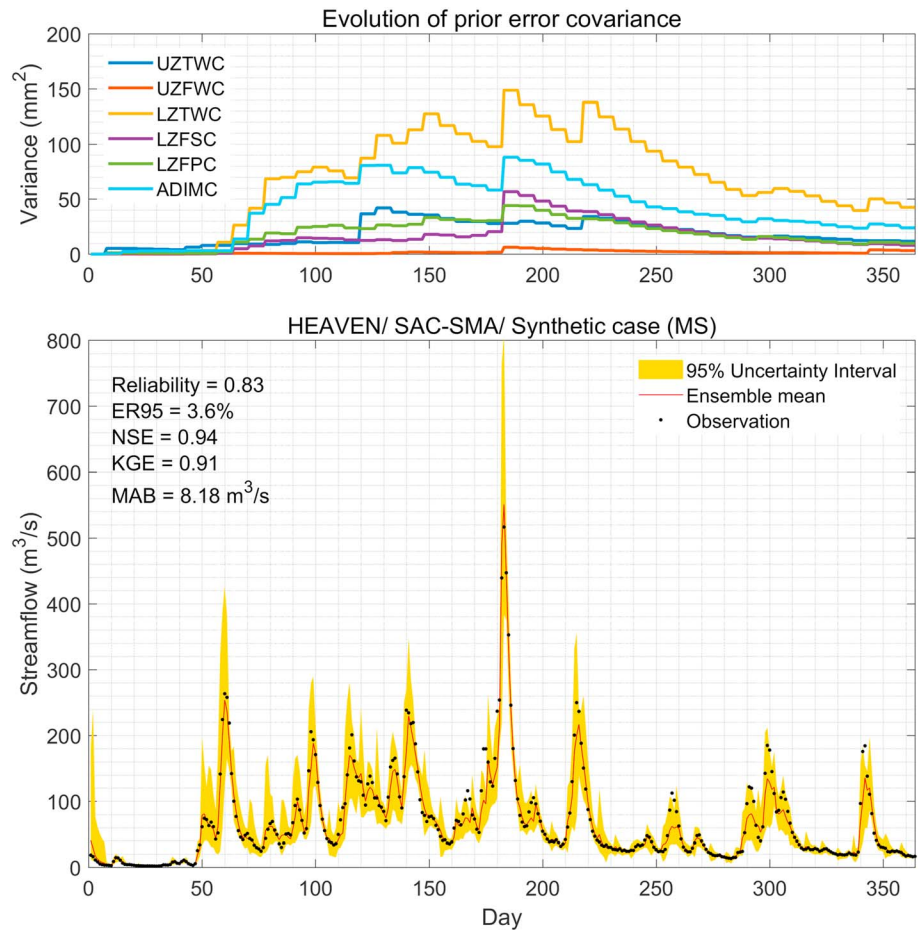 Evolution of prior error covariance
200
150
100
50
0
Variance (mm²)
UZTWC
UZFWC
LZTWC
LZFSC
LZFPC
ADIMC
0 50 100 150 200 250 300 350
HEAVEN/ SAC-SMA/ Synthetic case (MS)
800
700
600
500
400
300
200
100
0
Streamflow (m³/s)
Reliability = 0.83
ER95 = 3.6%
NSE = 0.94
KGE = 0.91
MAB = 8.18 m³/s
95% Uncertainty Interval
Ensemble mean
Observation
0 50 100 150 200 250 300 350
Day